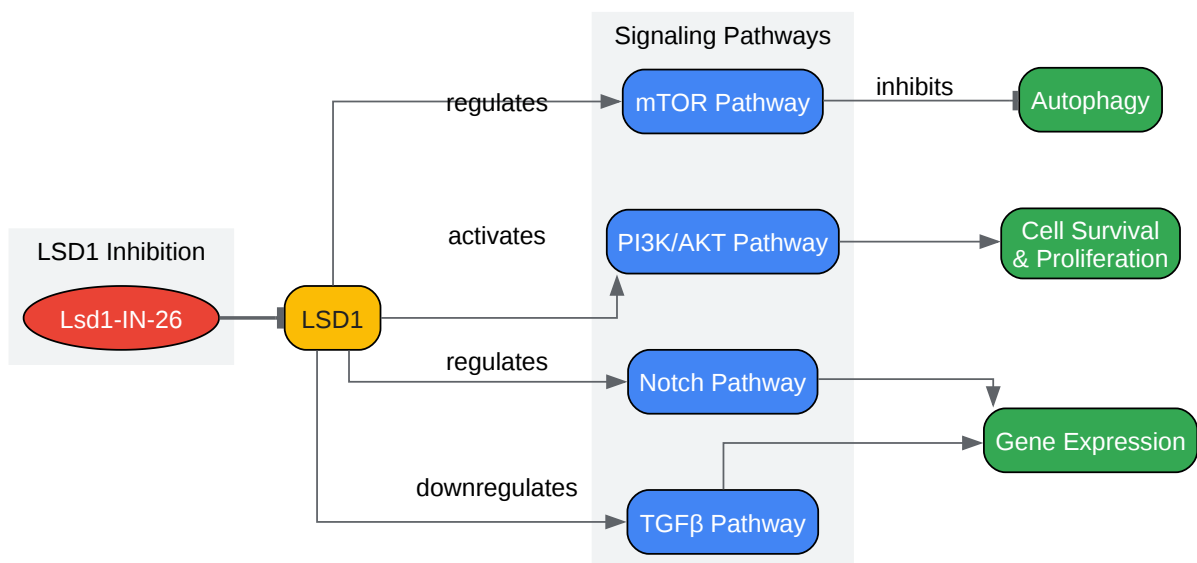 Signaling Pathways
regulates
mTOR Pathway
inhibits
Autophagy
activates
PI3K/AKT Pathway
Cell Survival
& Proliferation
LSD1 Inhibition
Lsd1-IN-26
LSD1
regulates
Notch Pathway
Gene Expression
downregulates
TGFβ Pathway